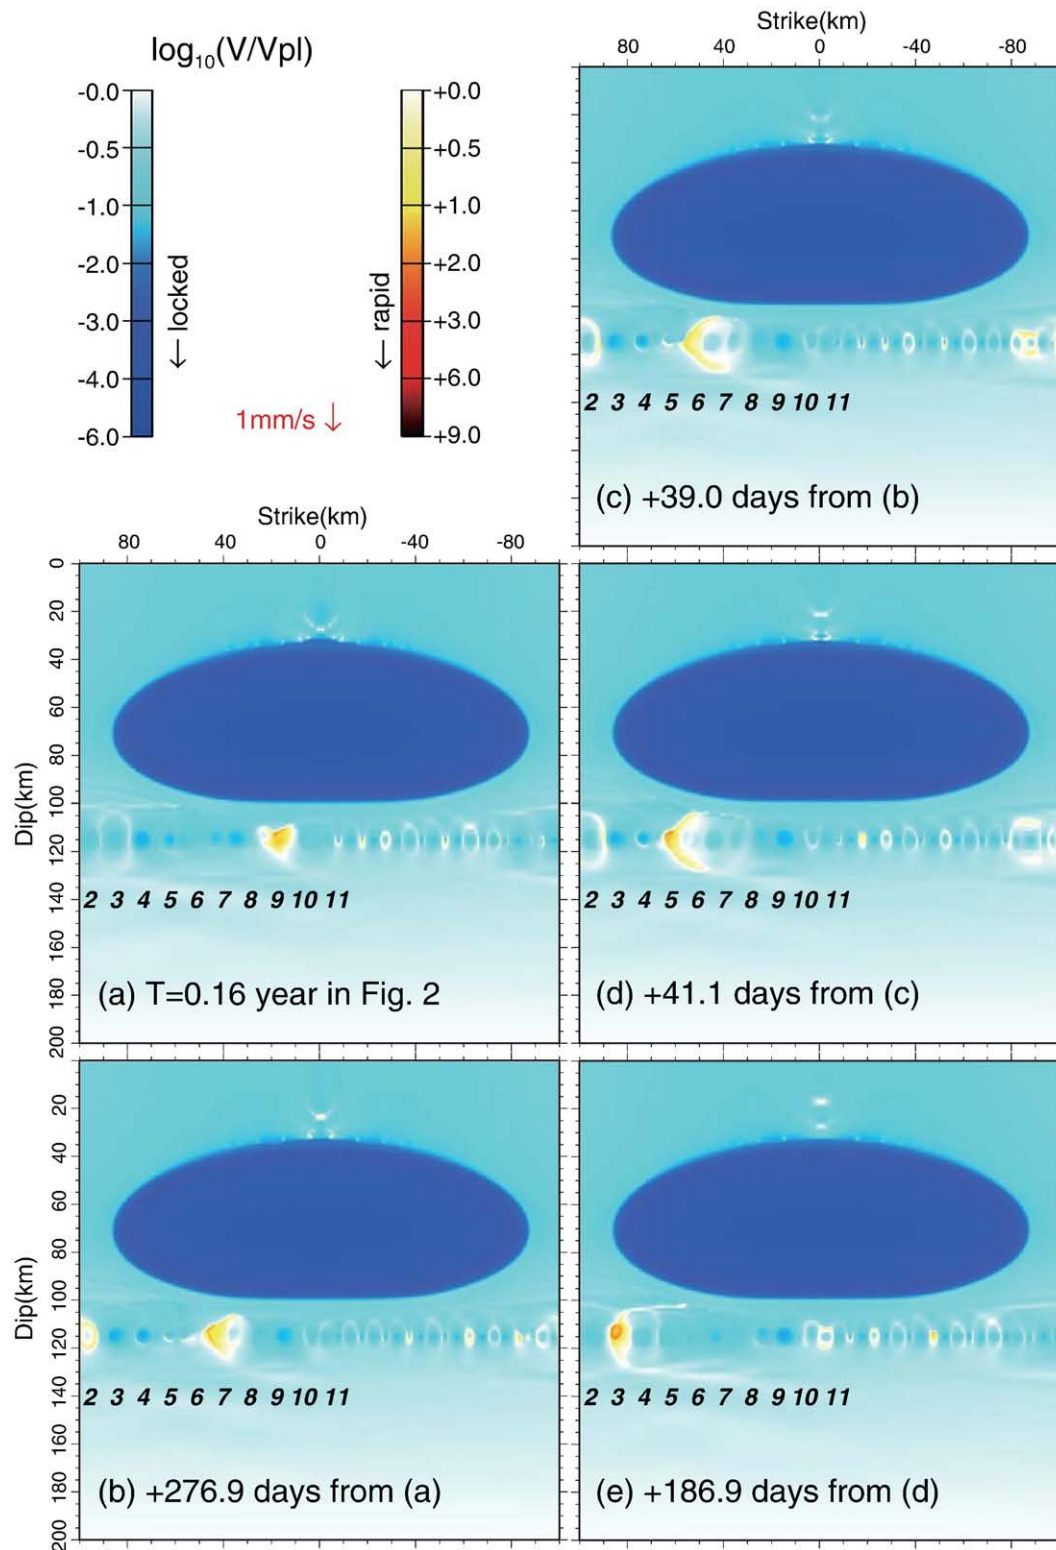 log₁₀(V/Vpl)
-0.0
-0.5
-1.0
-2.0
-3.0
-4.0
-6.0
← locked
+0.0
+0.5
+1.0
+2.0
+3.0
+6.0
+9.0
← rapid
1mm/s ↓
Strike(km)
80 40 0 -40 -80
2 3 4 5 6 7 8 9 10 11
(c) +39.0 days from (b)
Strike(km)
80 40 0 -40 -80
Dip(km)
0
20
40
60
80
100
120
140
160
180
200
2 3 4 5 6 7 8 9 10 11
(a) T=0.16 year in Fig. 2
2 3 4 5 6 7 8 9 10 11
(d) +41.1 days from (c)
Dip(km)
20
40
60
80
100
120
140
160
180
200
2 3 4 5 6 7 8 9 10 11
(b) +276.9 days from (a)
2 3 4 5 6 7 8 9 10 11
(e) +186.9 days from (d)